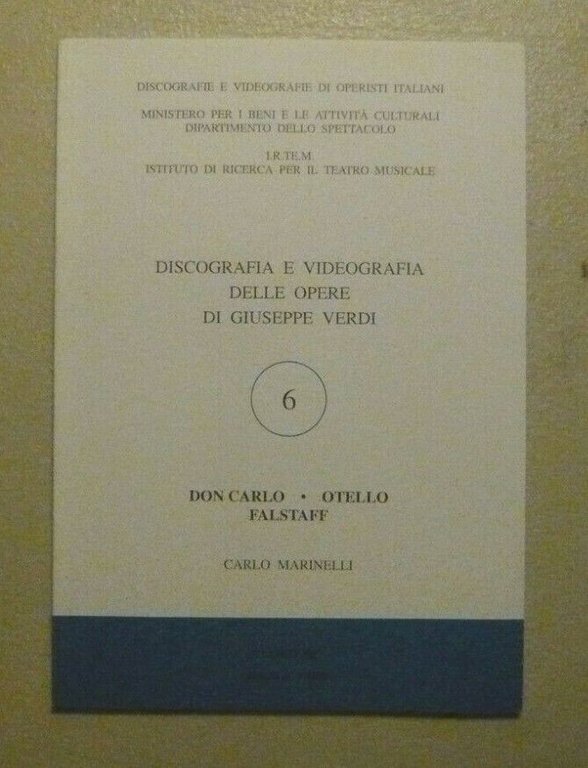 DISCOGRAFIE E VIDEOGRAFIE DI OPERISTI ITALIANI
MINISTERO PER I BENI E LE ATTIVITÀ CULTURALI
DIPARTIMENTO DELLO SPETTACOLO
I.R.TE.M.
ISTITUTO DI RICERCA PER IL TEATRO MUSICALE
DISCOGRAFIA E VIDEOGRAFIA
DELLE OPERE
DI GIUSEPPE VERDI
6
DON CARLO • OTELLO
FALSTAFF
CARLO MARINELLI